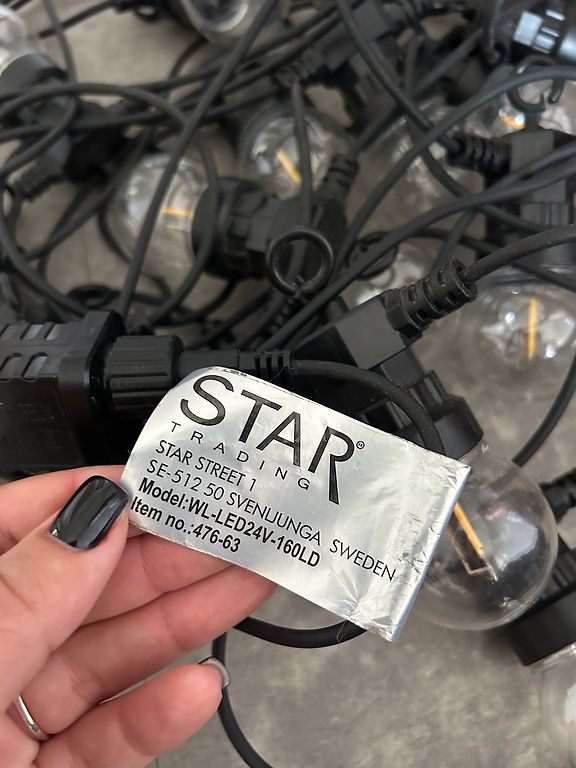 STAR®
TRADING
STAR STREET 1
SE-512 50 SVENLJUNGA SWEDEN
Model:WL-LED24V-160LD
Item no.:476-63